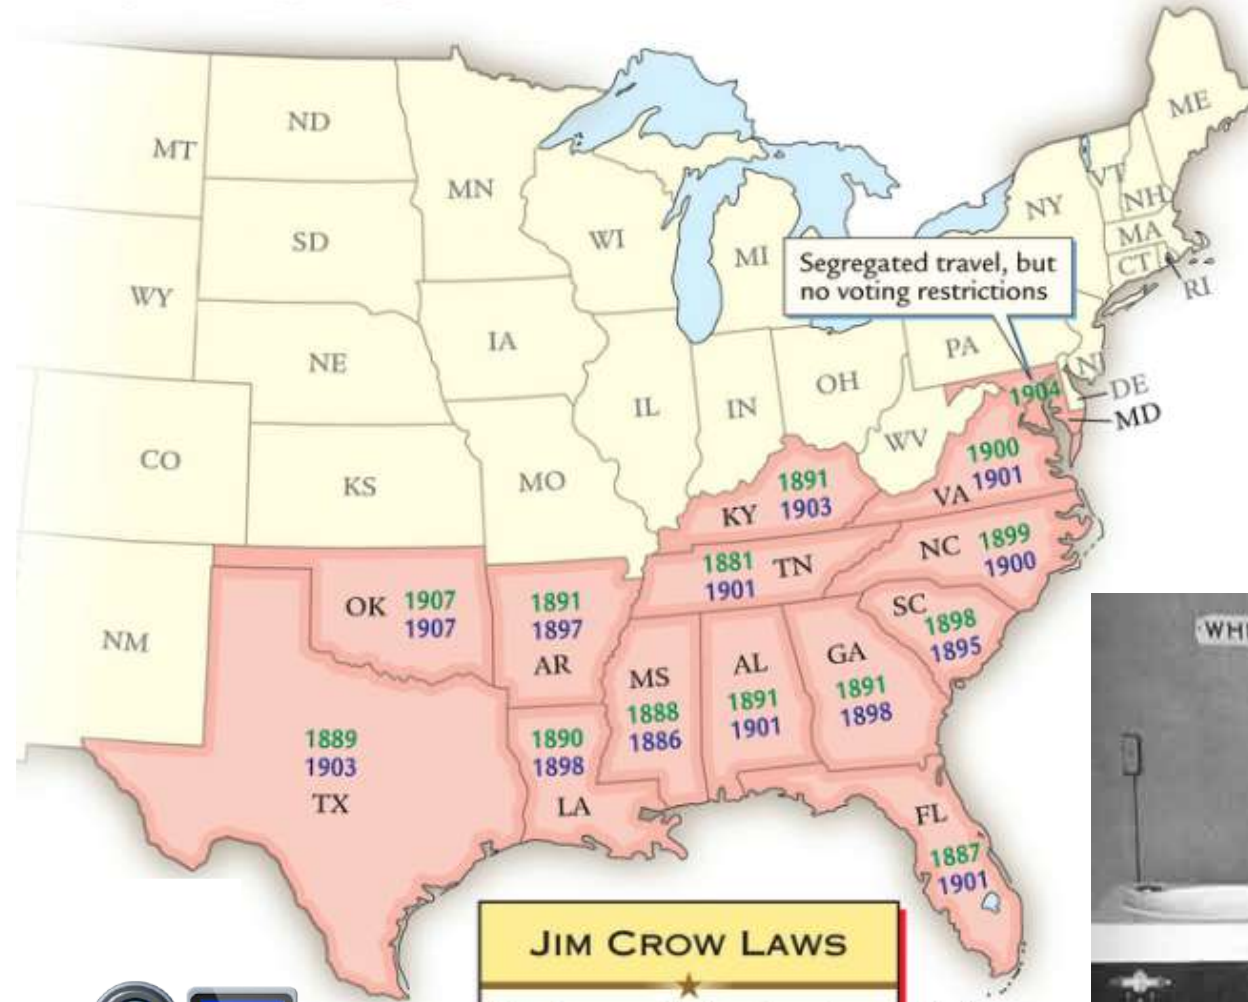 ME
ND
MT
MN
VT
NH
NY
SD
WI
MA
MI
Segregated travel, but
no voting restrictions
CT
RI
WY
IA
PA
NJ
NE
OH
DE
1904
IL
IN
MD
WV
CO
1900
VA 1901
KS
MO
1891
KY 1903
NC 1899
1900
1881 TN
1901
OK 1907
1907
1891
1897
AR
SC
1898
1895
NM
MS
1888
1886
AL
1891
1901
GA
1891
1898
1889
1903
TX
1890
1898
LA
FL
1887
1901
JIM CROW LAWS